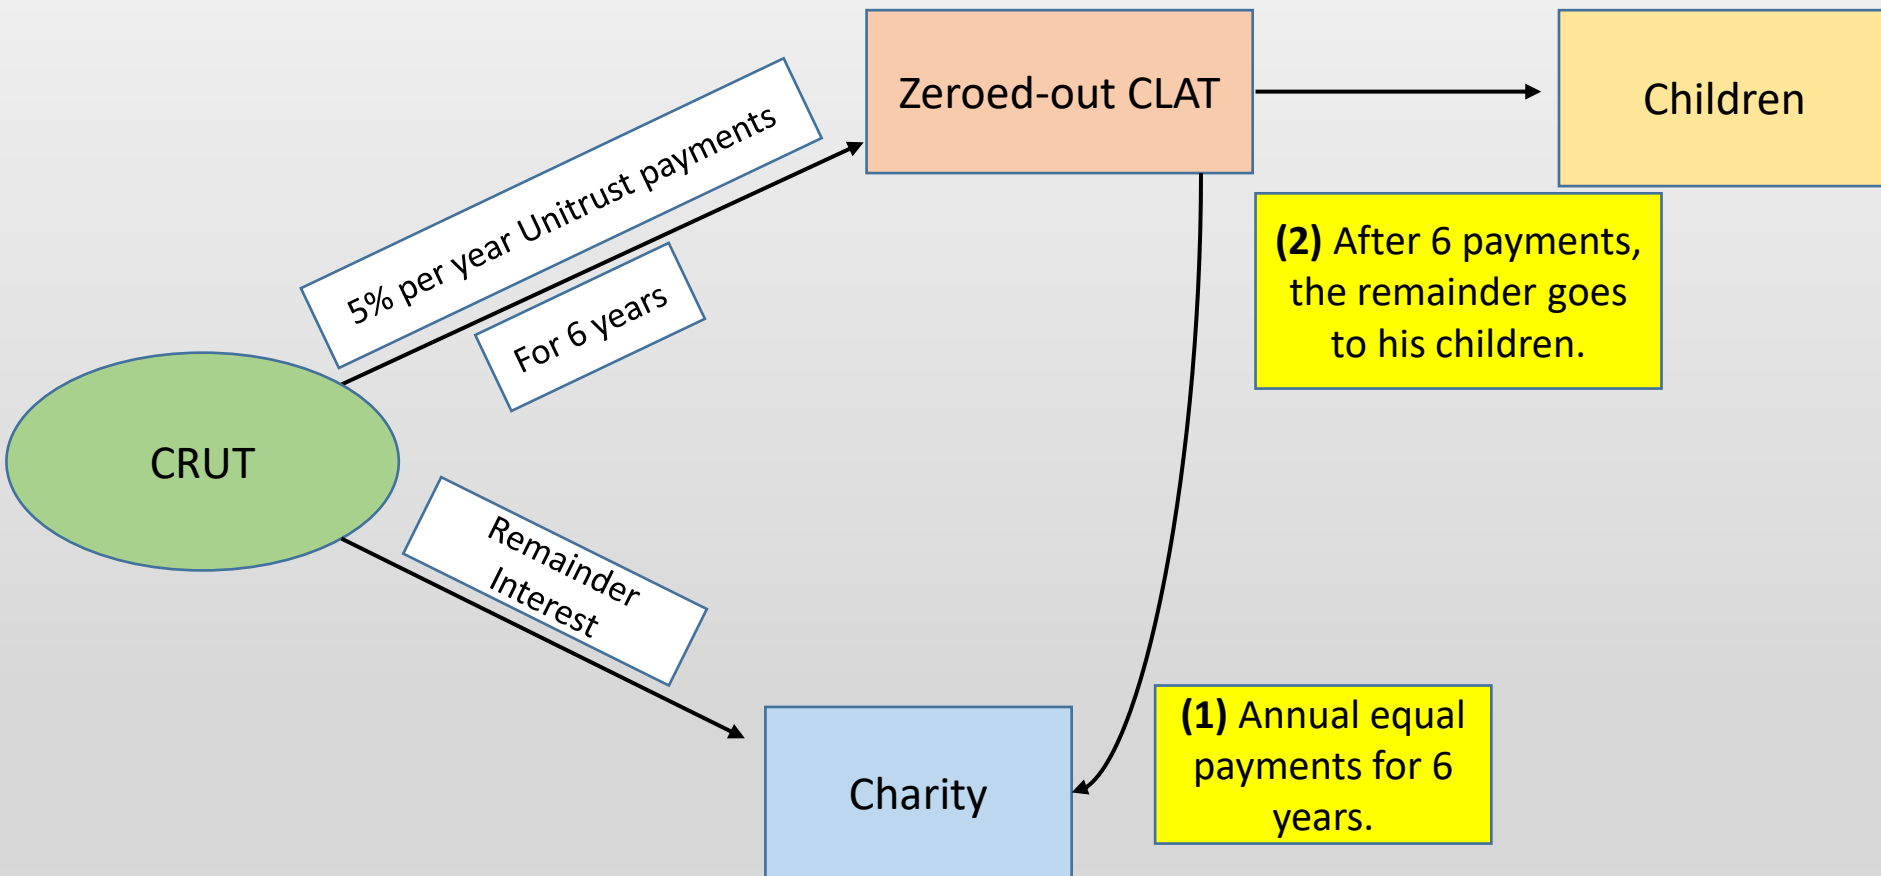 Zeroed-out CLAT
Children
5% per year Unitrust payments
For 6 years
(2) After 6 payments,
the remainder goes
to his children.
CRUT
Remainder
Interest
(1) Annual equal
payments for 6
years.
Charity